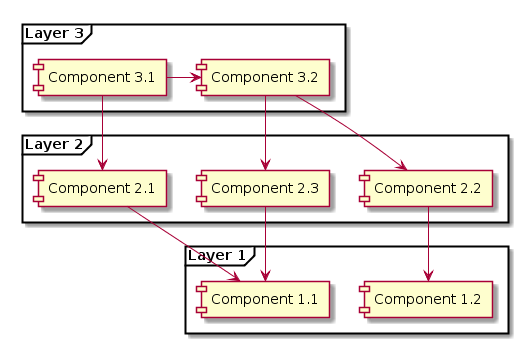 Layer 3
Component 3.1
Component 3.2
Layer 2
Component 2.1
Component 2.3
Component 2.2
Layer 1
Component 1.1
Component 1.2